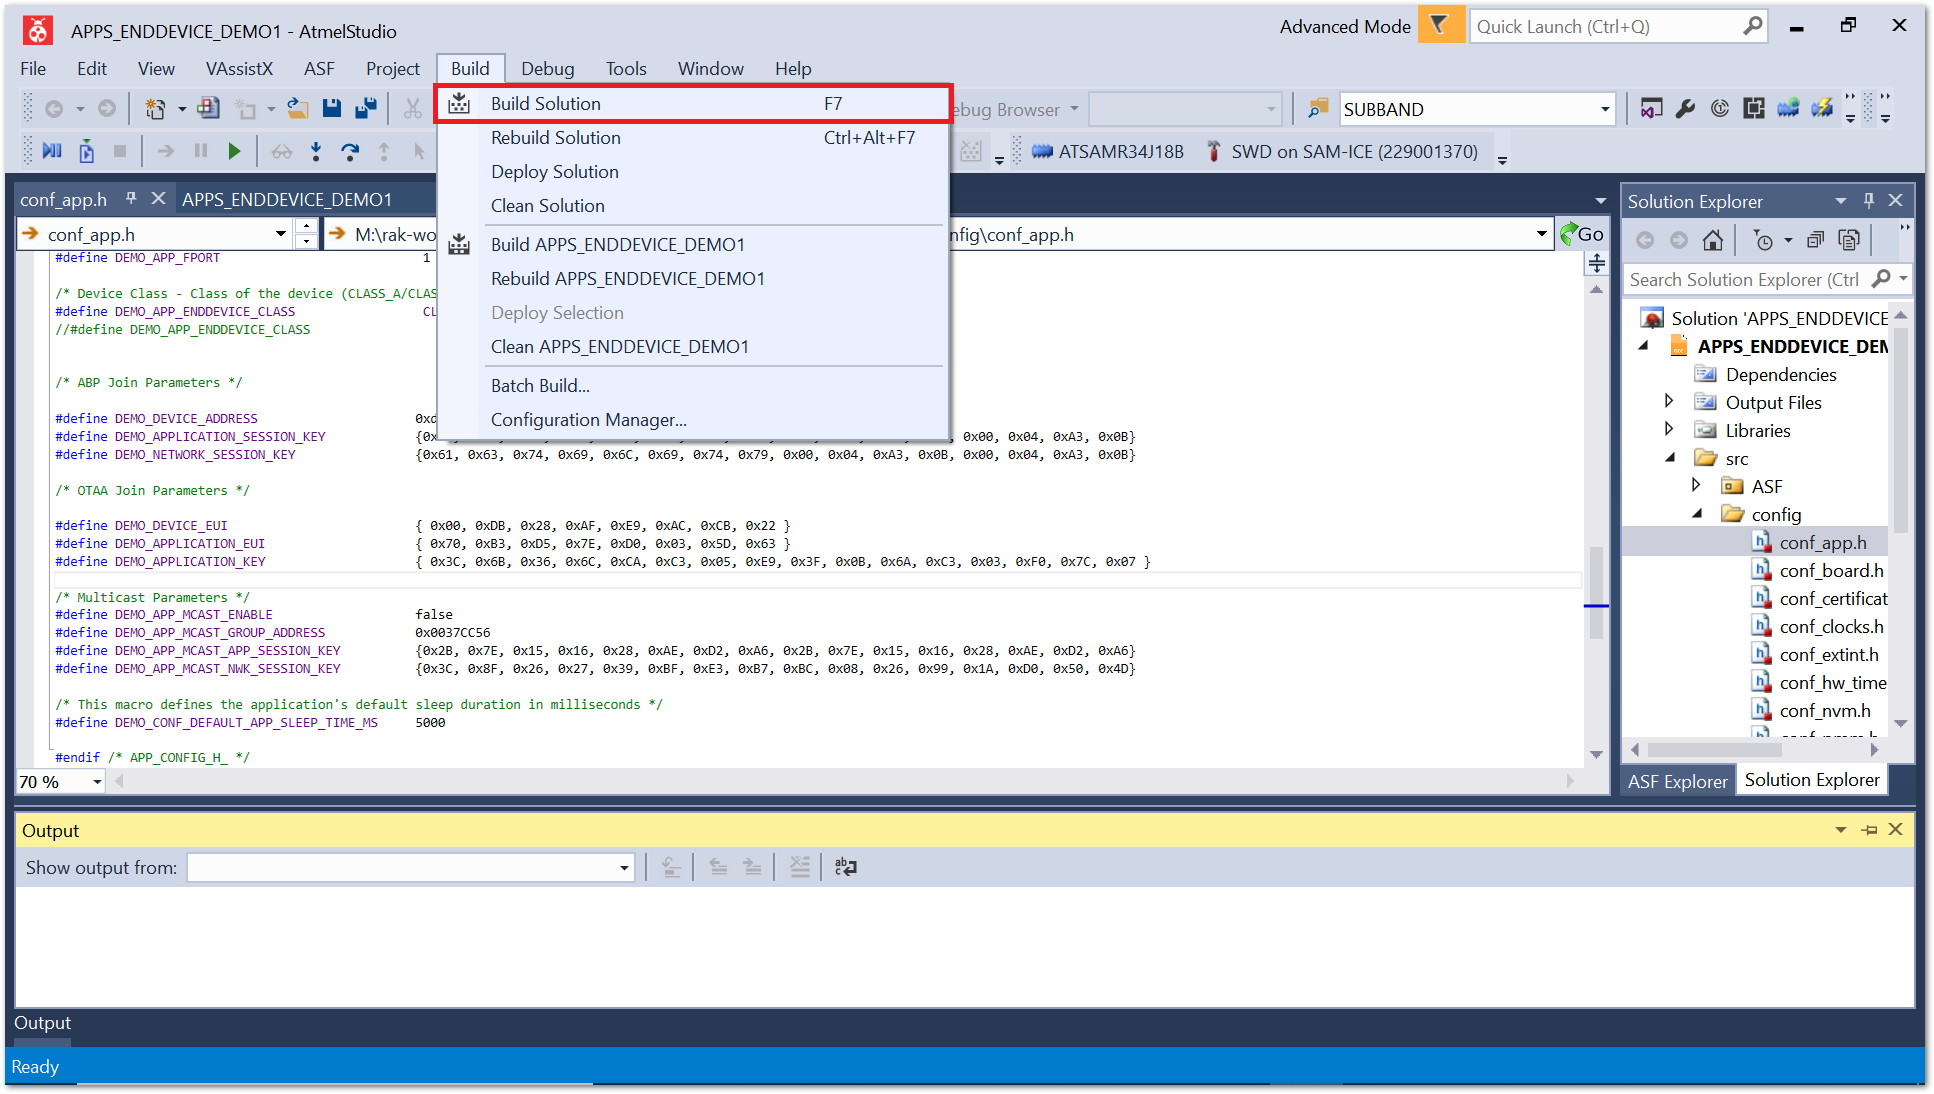 APPS_ENDDEVICE_DEMO1 - AtmelStudio
Advanced Mode
Quick Launch (Ctrl+Q)
File Edit View VAssistX ASF Project Build Debug Tools Window Help
Build Solution F7
ebug Browser
SUBBAND
Rebuild Solution Ctrl+Alt+F7
ATSAMR34J18B SWD on SAM-ICE (229001370)
Deploy Solution
Clean Solution
Build APPS_ENDDEVICE_DEMO1
Rebuild APPS_ENDDEVICE_DEMO1
Deploy Selection
Clean APPS_ENDDEVICE_DEMO1
Batch Build...
Configuration Manager...
conf_app.h APPS_ENDDEVICE_DEMO1
conf_app.h M:\rak-wo nfig\conf_app.h Go
#define DEMO_APP_FPORT 1
/* Device Class - Class of the device (CLASS_A/CLAS
#define DEMO_APP_ENDDEVICE_CLASS CL
//#define DEMO_APP_ENDDEVICE_CLASS
/* ABP Join Parameters */
#define DEMO_DEVICE_ADDRESS 0xd
#define DEMO_APPLICATION_SESSION_KEY {0x 0x00, 0x04, 0xA3, 0x0B}
#define DEMO_NETWORK_SESSION_KEY {0x61, 0x63, 0x74, 0x69, 0x6C, 0x69, 0x74, 0x79, 0x00, 0x04, 0xA3, 0x0B, 0x00, 0x04, 0xA3, 0x0B}
/* OTAA Join Parameters */
#define DEMO_DEVICE_EUI { 0x00, 0xDB, 0x28, 0xAF, 0xE9, 0xAC, 0xCB, 0x22 }
#define DEMO_APPLICATION_EUI { 0x70, 0xB3, 0xD5, 0x7E, 0xD0, 0x03, 0x5D, 0x63 }
#define DEMO_APPLICATION_KEY { 0x3C, 0x6B, 0x36, 0x6C, 0xCA, 0xC3, 0x05, 0xE9, 0x3F, 0x0B, 0x6A, 0xC3, 0x03, 0xF0, 0x7C, 0x07 }
/* Multicast Parameters */
#define DEMO_APP_MCAST_ENABLE false
#define DEMO_APP_MCAST_GROUP_ADDRESS 0x0037CC56
#define DEMO_APP_MCAST_APP_SESSION_KEY {0x2B, 0x7E, 0x15, 0x16, 0x28, 0xAE, 0xD2, 0xA6, 0x2B, 0x7E, 0x15, 0x16, 0x28, 0xAE, 0xD2, 0xA6}
#define DEMO_APP_MCAST_NWK_SESSION_KEY {0x3C, 0x8F, 0x26, 0x27, 0x39, 0xBF, 0xE3, 0xB7, 0xBC, 0x08, 0x26, 0x99, 0x1A, 0xD0, 0x50, 0x4D}
/* This macro defines the application's default sleep duration in milliseconds */
#define DEMO_CONF_DEFAULT_APP_SLEEP_TIME_MS 5000
#endif /* APP_CONFIG_H_ */
70 %
Solution Explorer
Search Solution Explorer (Ctrl
Solution 'APPS_ENDDEVICE
APPS_ENDDEVICE_DEM
Dependencies
Output Files
Libraries
src
ASF
config
conf_app.h
conf_board.h
conf_certificat
conf_clocks.h
conf_extint.h
conf_hw_time
conf_nvm.h
ASF Explorer Solution Explorer
Output
Show output from:
Output
Ready